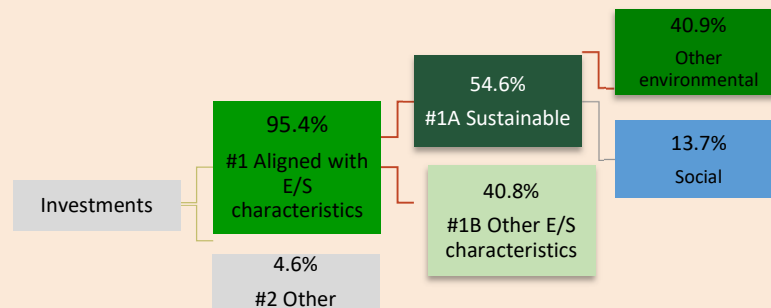 Investments
95.4%
#1 Aligned with
E/S
characteristics
4.6%
#2 Other
54.6%
#1A Sustainable
40.8%
#1B Other E/S
characteristics
40.9%
Other
environmental
13.7%
Social